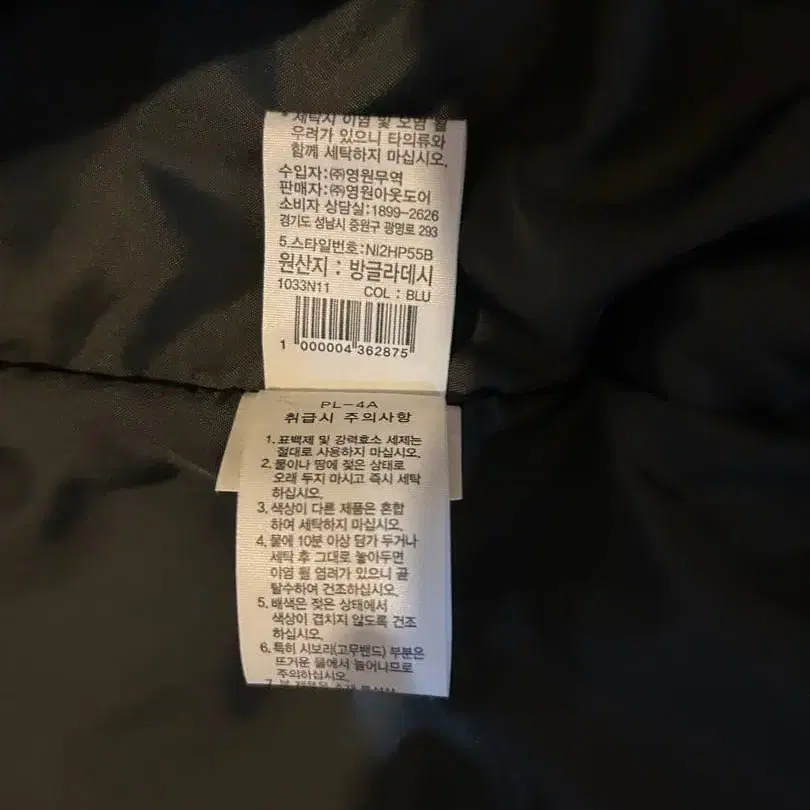 * 세탁시 이염 및 오염 될
우려가 있으니 타의류와
함께 세탁하지 마십시오.
수입자:㈜영원무역
판매자:㈜영원아웃도어
소비자 상담실:1899-2626
경기도 성남시 중원구 광명로 293
5.스타일번호:NI2HP55B
원산지 : 방글라데시
1033N11 COL : BLU
1 000004 362875
PL-4A
취급시 주의사항
1. 표백제 및 강력효소 세제는
절대로 사용하지 마십시오.
2. 물이나 땀에 젖은 상태로
오래 두지 마시고 즉시 세탁
하십시오.
3. 색상이 다른 제품은 혼합
하여 세탁하지 마십시오.
4. 물에 10분 이상 담가 두거나
세탁 후 그대로 놓아두면
이염 될 염려가 있으니 곧
탈수하여 건조하십시오.
5. 배색은 젖은 상태에서
색상이 겹치지 않도록 건조
하십시오.
6. 특히 시보리(고무밴드) 부분은
뜨거운 물에서 늘어나므로
주의하십시오.
7. 본 제품은 소재 특성상